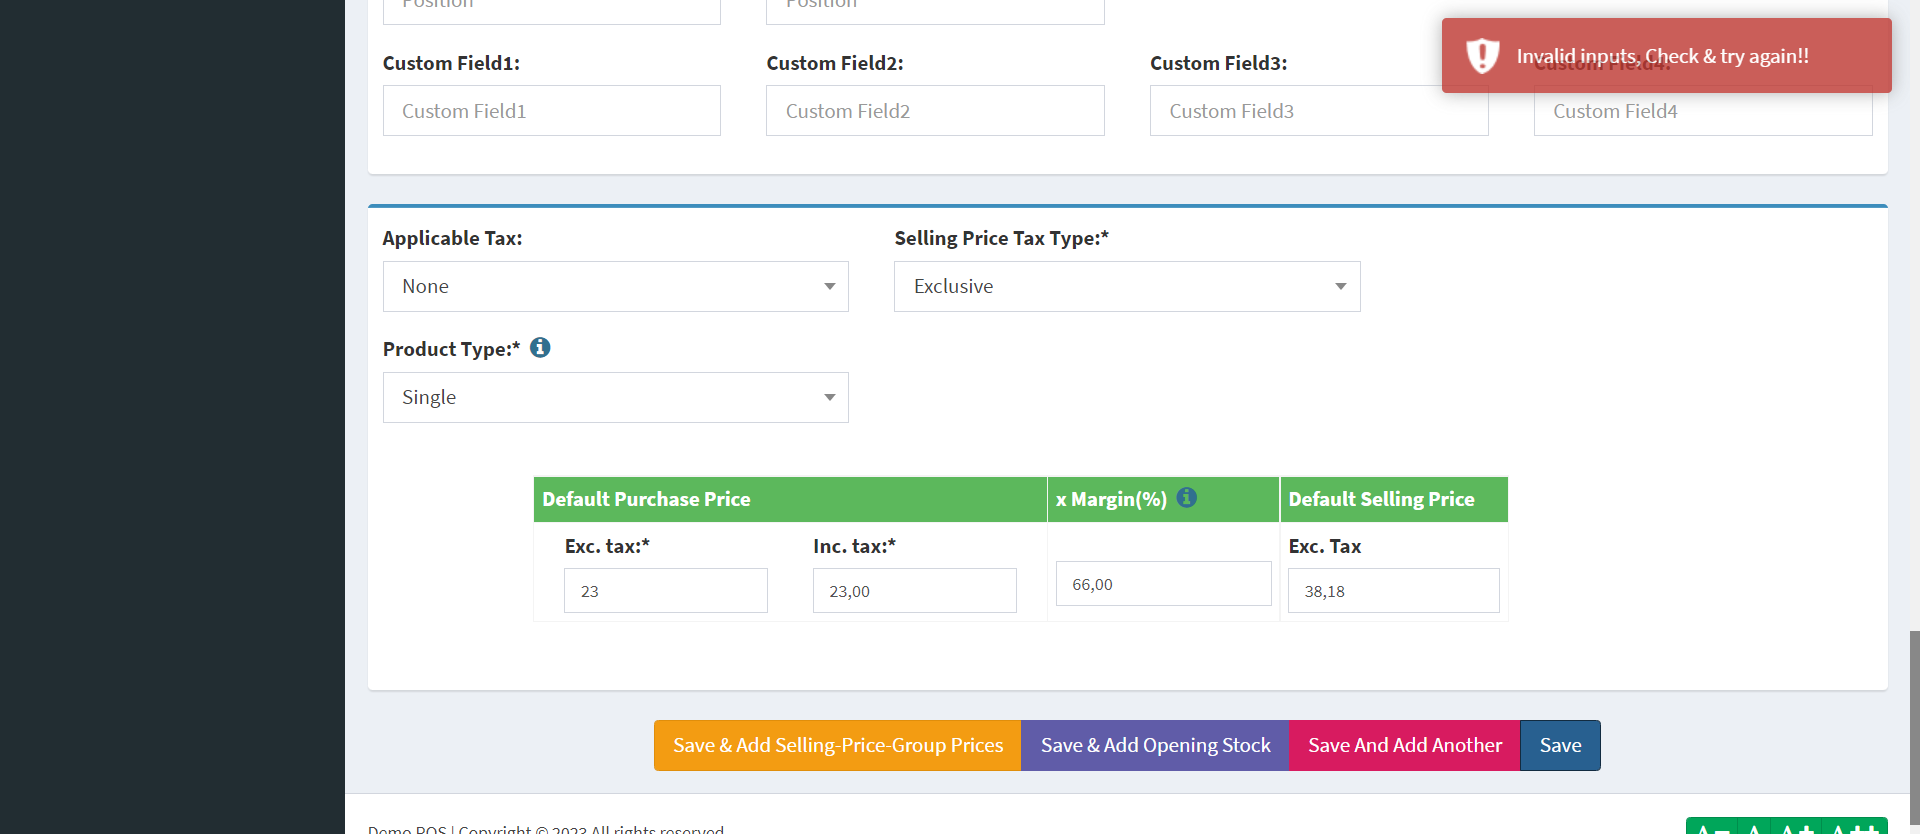 Position
Position
Invalid inputs, Check & try again!!
Custom Field1:
Custom Field2:
Custom Field3:
Custom Field4:
Custom Field1
Custom Field2
Custom Field3
Custom Field4
Applicable Tax:
Selling Price Tax Type:*
None
Exclusive
Product Type:*
Single
Default Purchase Price
x Margin(%)
Default Selling Price
Exc. tax:*
Inc. tax:*
Exc. Tax
23
23,00
66,00
38,18
Save & Add Selling-Price-Group Prices
Save & Add Opening Stock
Save And Add Another
Save
Demo POS | Copyright © 2023 All rights reserved.
A- A A+ A++